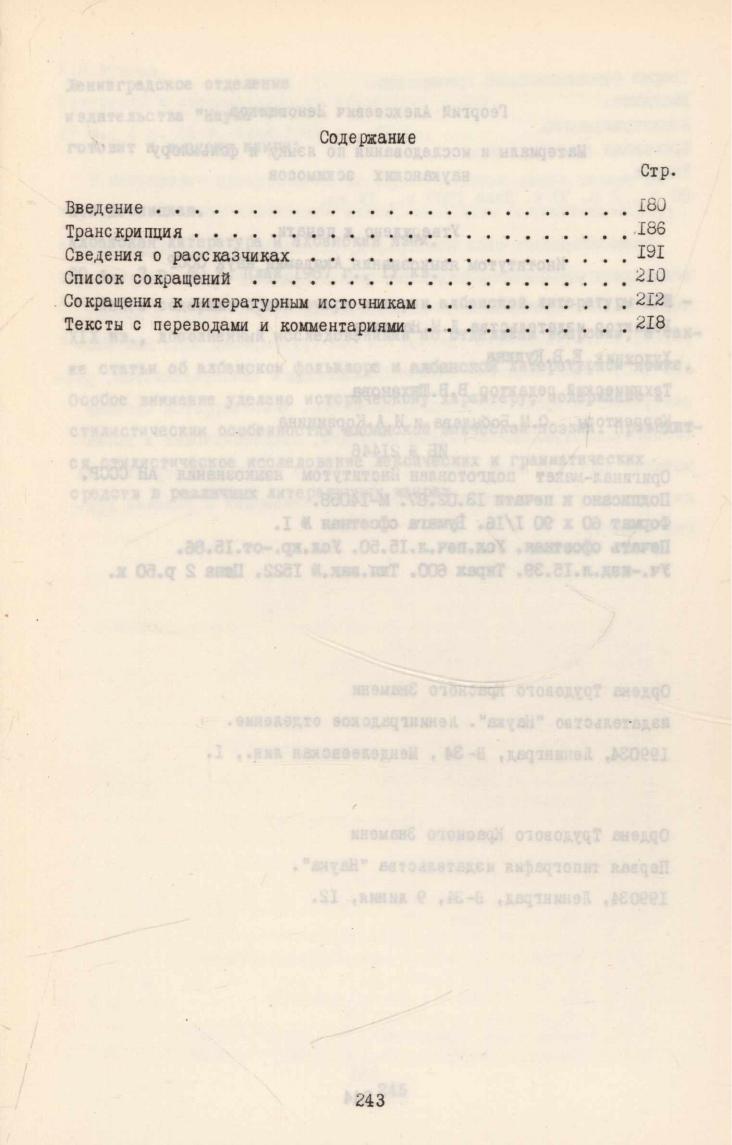 Содержание
Стр.
Введение . . . . . . . . . . . . . . . . . . . . . . . . . 180
Транскрипция . . . . . . . . . . . . . . . . . . . . . . . 186
Сведения о рассказчиках . . . . . . . . . . . . . . . . . . 191
Список сокращений . . . . . . . . . . . . . . . . . . . . . 210
Сокращения к литературным источникам . . . . . . . . . . . 212
Тексты с переводами и комментариями . . . . . . . . . . . 218
243